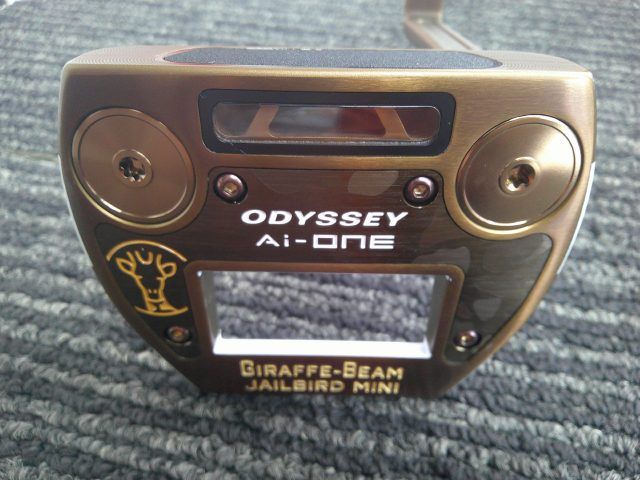 ODYSSEY
Ai-ONE
GIRAFFE-BEAM
JAILBIRD MINI